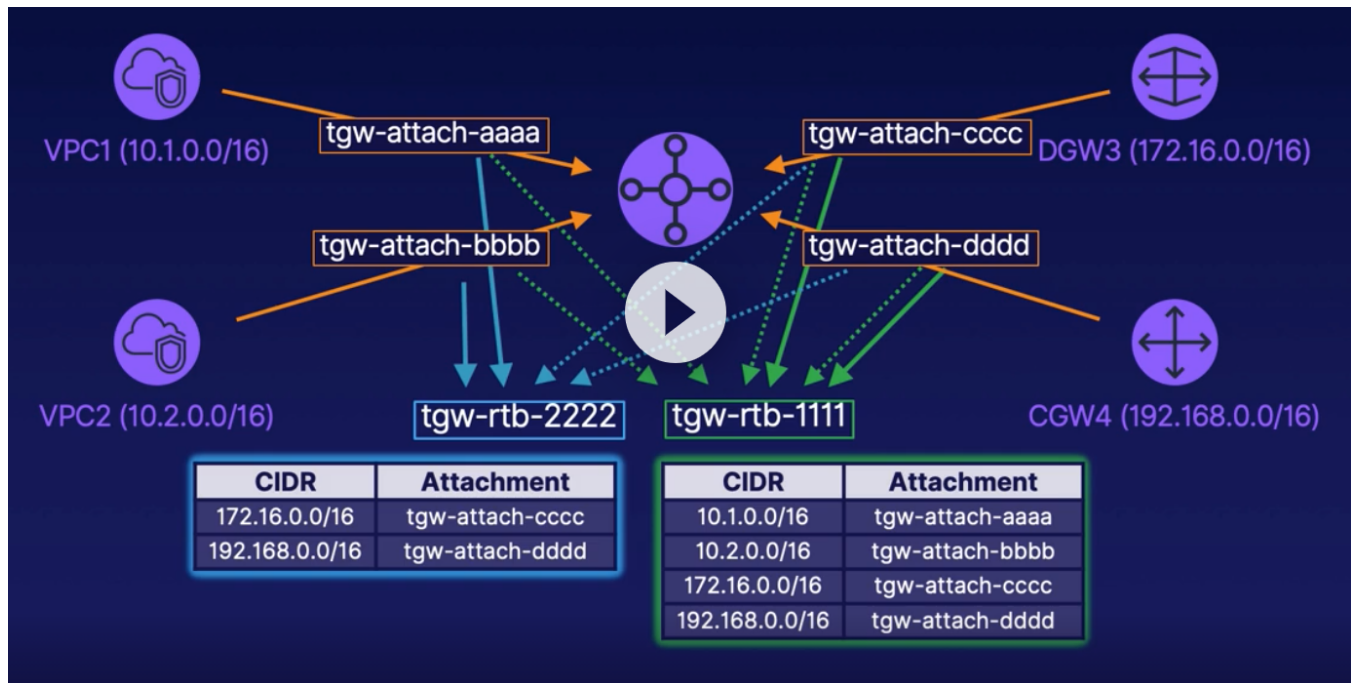 tgw-attach-aaaa
tgw-attach-cccc
VPC1 (10.1.0.0/16)
DGW3 (172.16.0.0/16)
tgw-attach-bbbb
tgw-attach-dddd
VPC2 (10.2.0.0/16)
tgw-rtb-2222
tgw-rtb-1111
CGW4 (192.168.0.0/16)
CIDR Attachment
172.16.0.0/16 tgw-attach-cccc
192.168.0.0/16 tgw-attach-dddd
CIDR Attachment
10.1.0.0/16 tgw-attach-aaaa
10.2.0.0/16 tgw-attach-bbbb
172.16.0.0/16 tgw-attach-cccc
192.168.0.0/16 tgw-attach-dddd